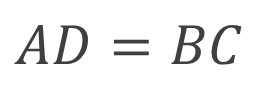 AD = BC